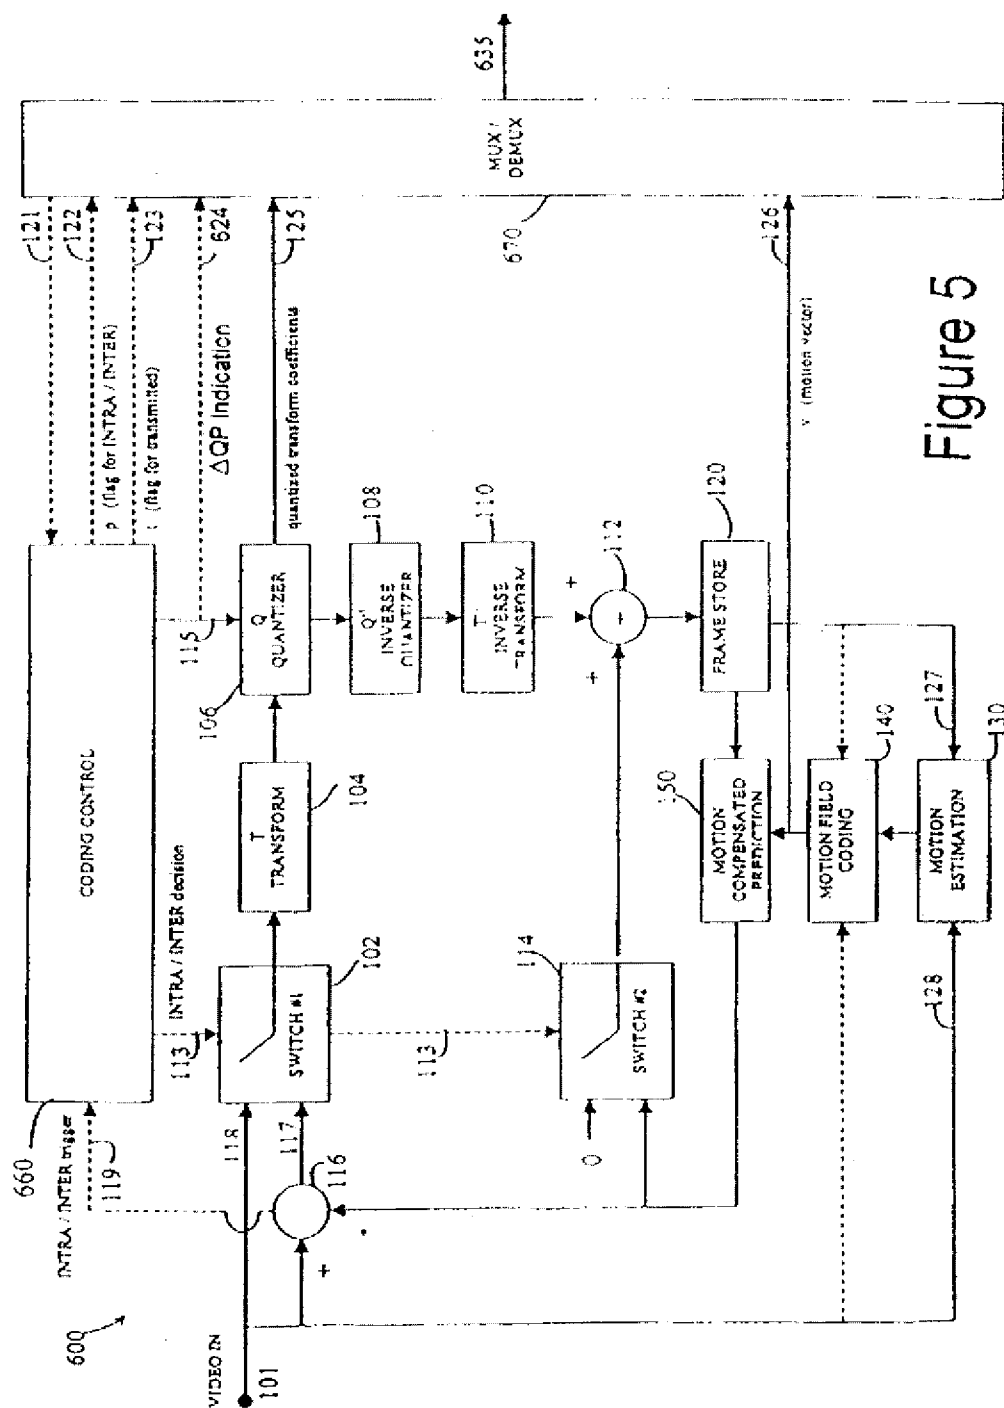 600
VIDEO IN
101
INTRA / INTER trigger
119
660
CODING CONTROL
121
122
123
p (flag for INTRA / INTER)
t (flag for transmitted)
624
ΔQP Indication
115
113
INTRA / INTER decision
118
117
116
+
SWITCH #1
102
T
TRANSFORM
104
106
Q
QUANTIZER
125
quantized transform coefficients
INVERSE
QUANTIZER
108
INVERSE
TRANSFORM
110
113
0
114
SWITCH #2
+
+
112
FRAME STORE
120
150
MOTION
COMPENSATED
PREDICTION
MOTION FIELD
CODING
140
MOTION
ESTIMATION
130
127
128
v (motion vector)
126
670
MUX /
DEMUX
635
Figure 5